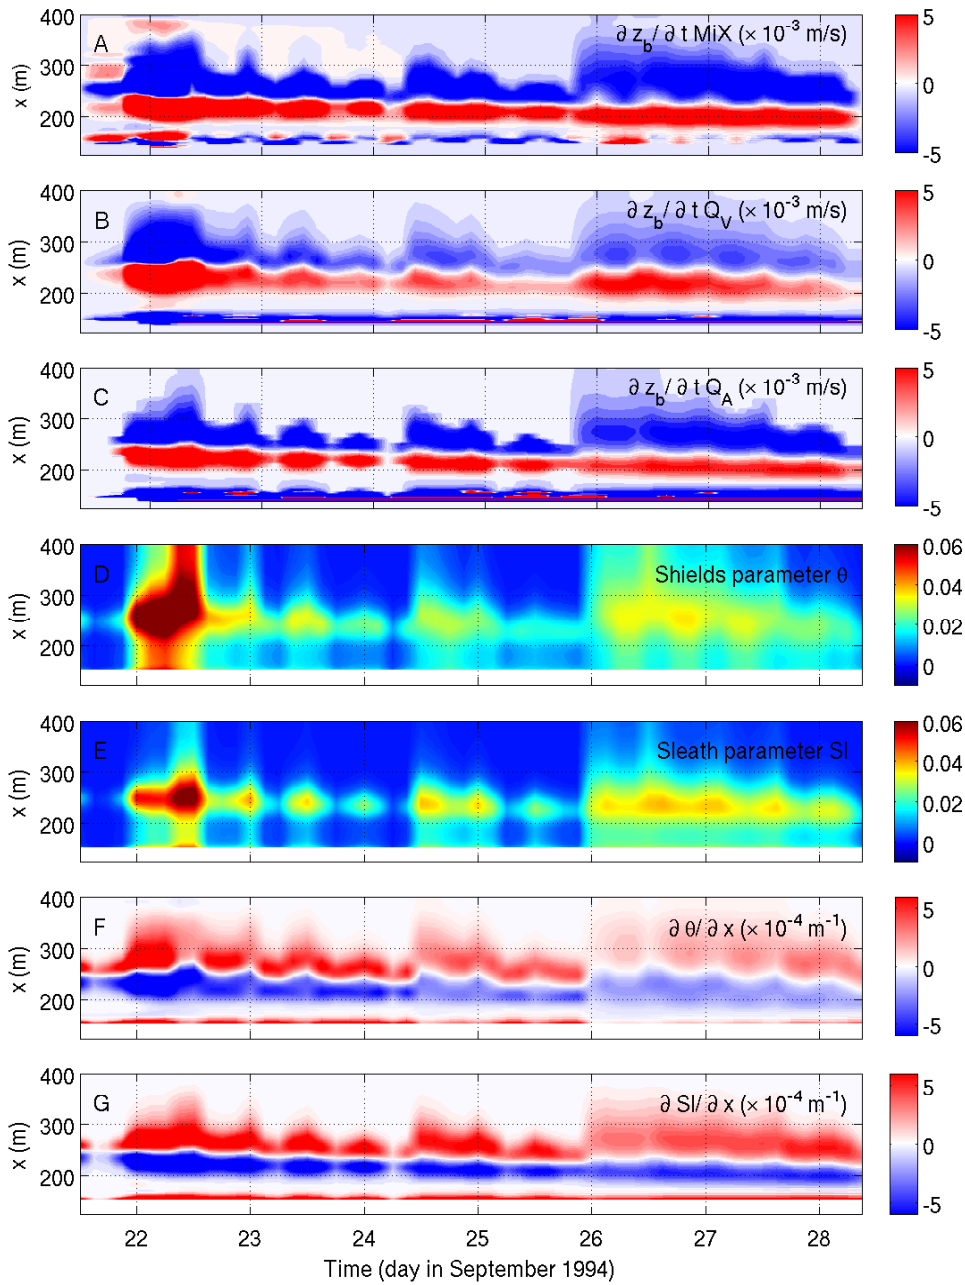 400
300
200
x (m)
A
∂ z_b/ ∂ t MiX (× 10^-3 m/s)
5
0
-5
400
300
200
x (m)
B
∂ z_b/ ∂ t Q_V (× 10^-3 m/s)
5
0
-5
400
300
200
x (m)
C
∂ z_b/ ∂ t Q_A (× 10^-3 m/s)
5
0
-5
400
300
200
x (m)
D
Shields parameter θ
0.06
0.04
0.02
0
400
300
200
x (m)
E
Sleath parameter Sl
0.06
0.04
0.02
0
400
300
200
x (m)
F
∂ θ/ ∂ x (× 10^-4 m^-1)
5
0
-5
400
300
200
x (m)
G
∂ Sl/ ∂ x (× 10^-4 m^-1)
5
0
-5
22 23 24 25 26 27 28
Time (day in September 1994)